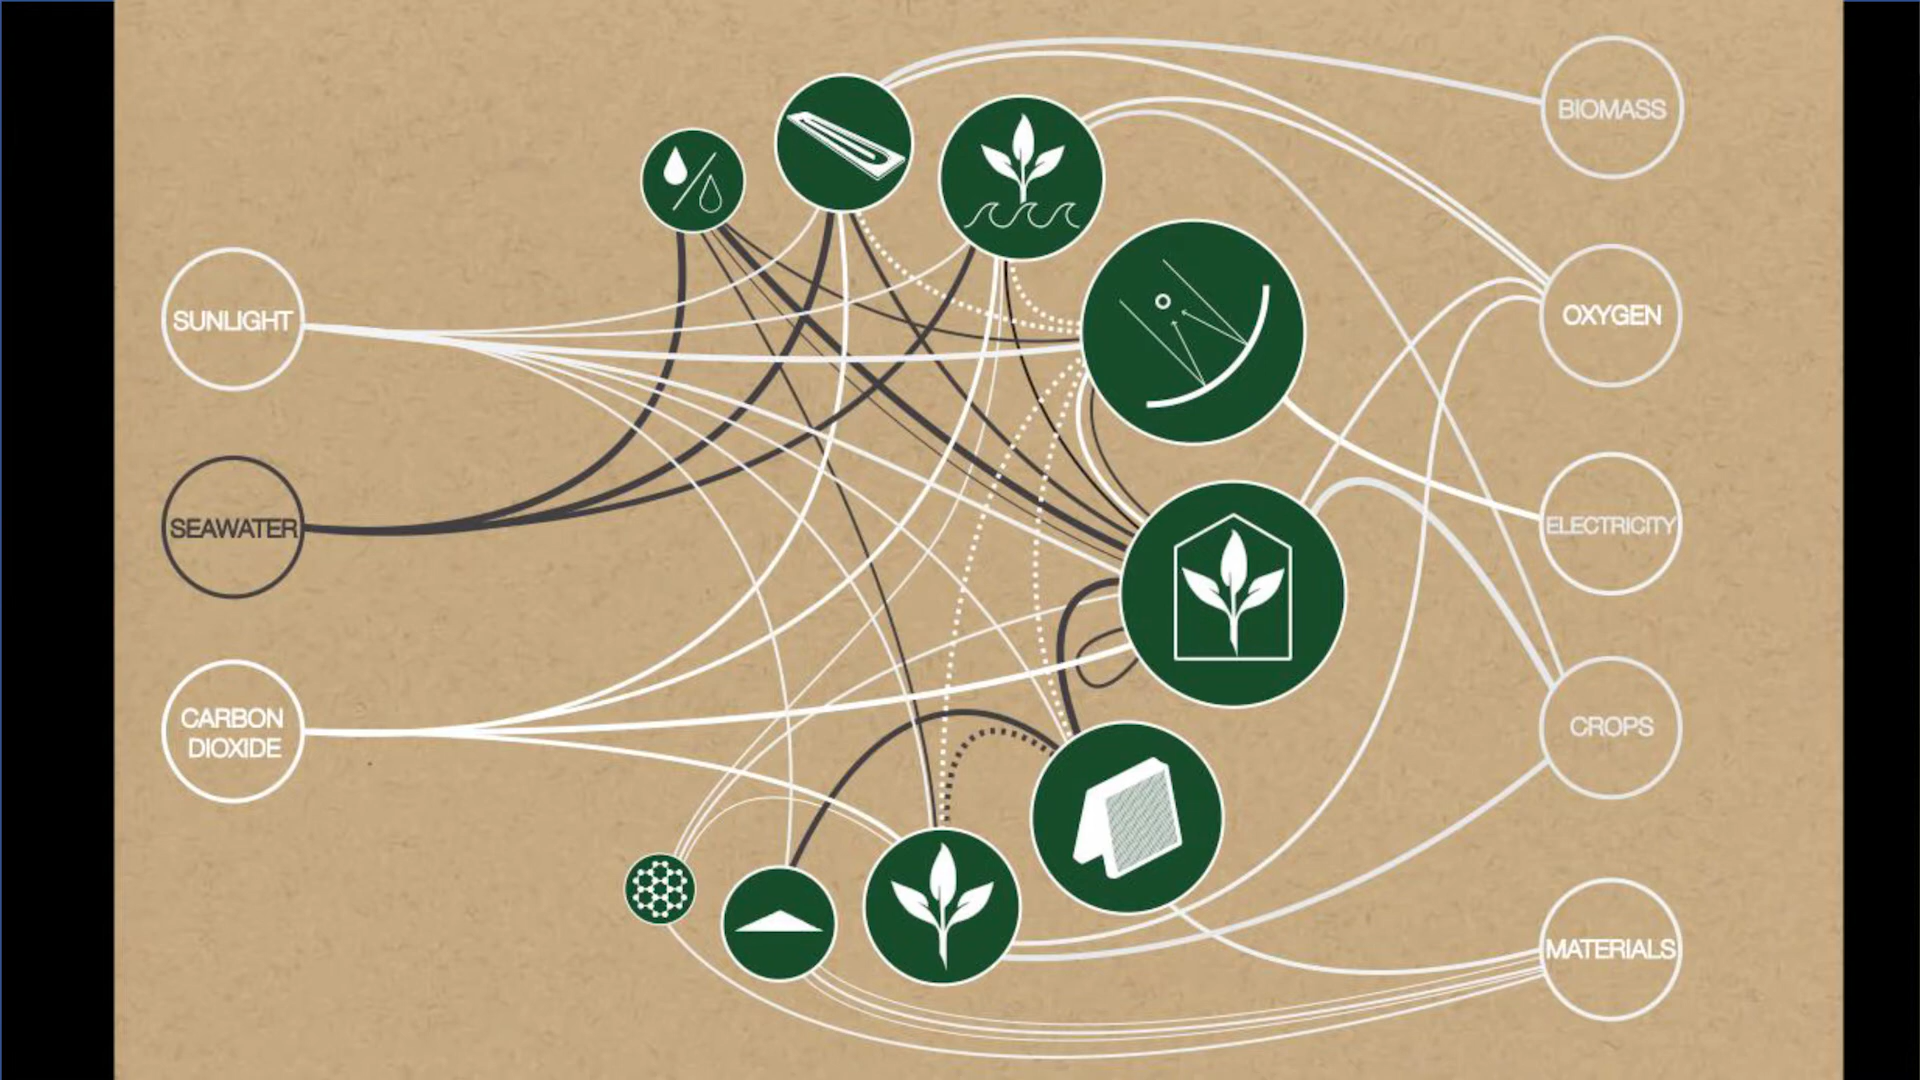 SUNLIGHT
SEAWATER
CARBON
DIOXIDE
BIOMASS
OXYGEN
ELECTRICITY
CROPS
MATERIALS